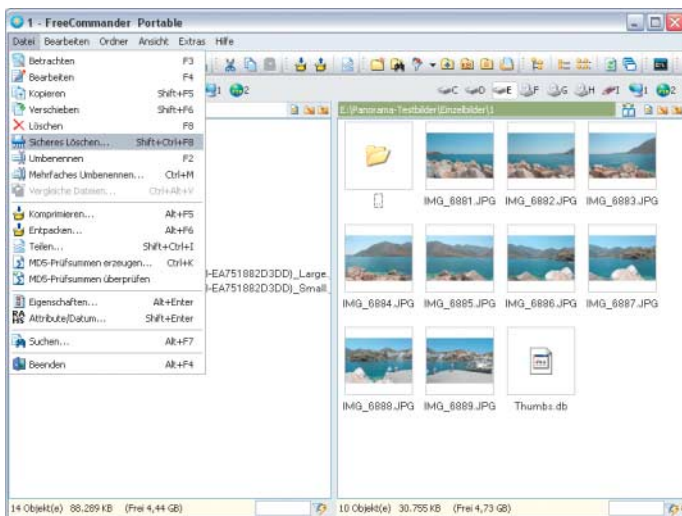 1 - FreeCommander Portable
Datei Bearbeiten Ordner Ansicht Extras Hilfe
Betrachten F3
Bearbeiten F4
Kopieren Shift+F5
Verschieben Shift+F6
Löschen F8
Sicheres Löschen... Shift+Ctrl+F8
Umbenennen F2
Mehrfaches Umbenennen... Ctrl+M
Vergleiche Dateien... Ctrl+Alt+V
Komprimieren... Alt+F5
Entpacken... Alt+F6
Teilen... Shift+Ctrl+I
MD5-Prüfsummen erzeugen... Ctrl+K
MD5-Prüfsummen überprüfen
Eigenschaften... Alt+Enter
Attribute/Datum... Shift+Enter
Suchen... Alt+F7
Beenden Alt+F4
1 2
C D E F G H I 1 2
E:\Panorama-Testbilder\Einzelbilder\1
EA751882D3DD)_Large
EA751882D3DD)_Small
IMG_6881.JPG IMG_6882.JPG IMG_6883.JPG
IMG_6884.JPG IMG_6885.JPG IMG_6886.JPG IMG_6887.JPG
IMG_6888.JPG IMG_6889.JPG Thumbs.db
14 Objekt(e) 88.289 KB (Frei 4,44 GB)
10 Objekt(e) 30.755 KB (Frei 4,73 GB)